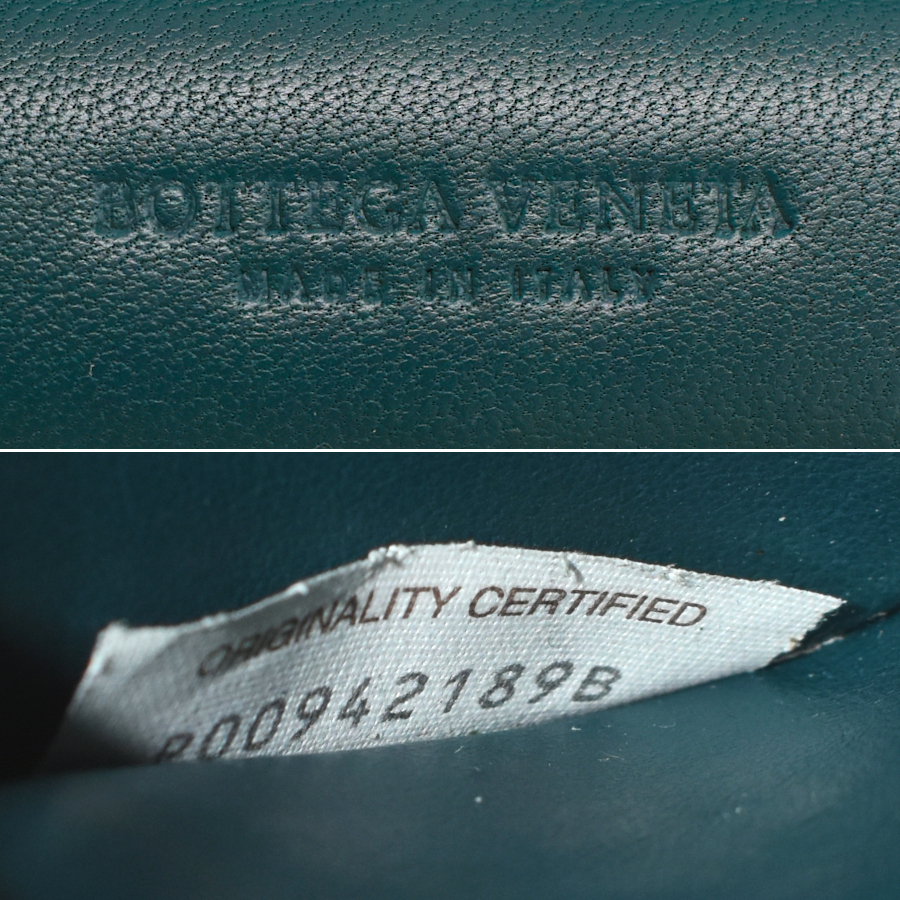 BOTTEGA VENETA
MADE IN ITALY
ORIGINALITY CERTIFIED
B00942189B